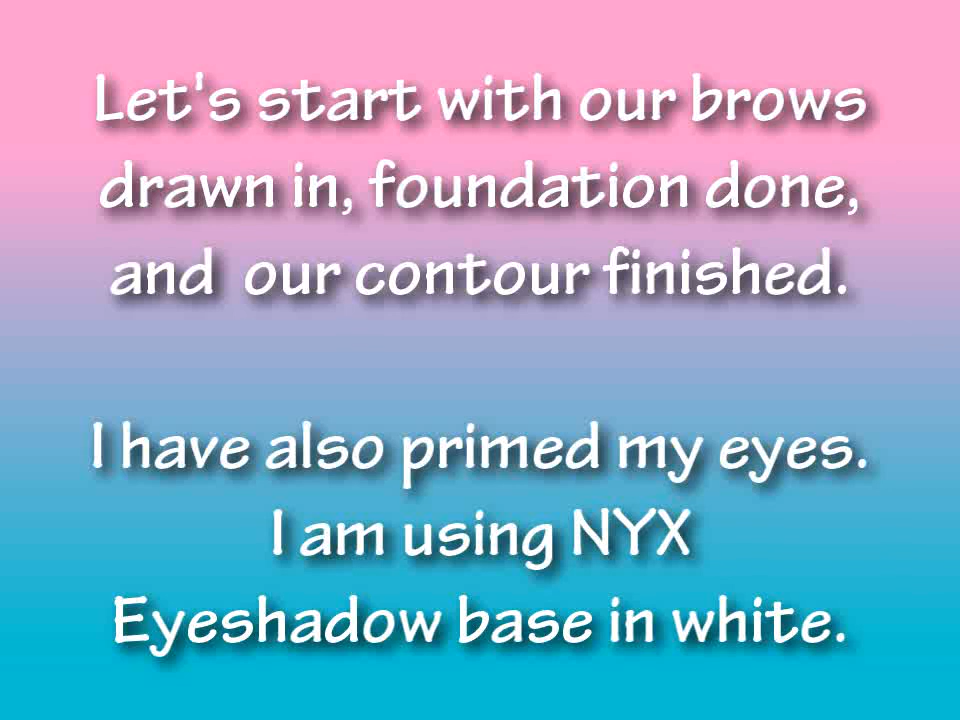 Let's start with our brows
drawn in, foundation done,
and our contour finished.
I have also primed my eyes.
I am using NYX
Eyeshadow base in white.